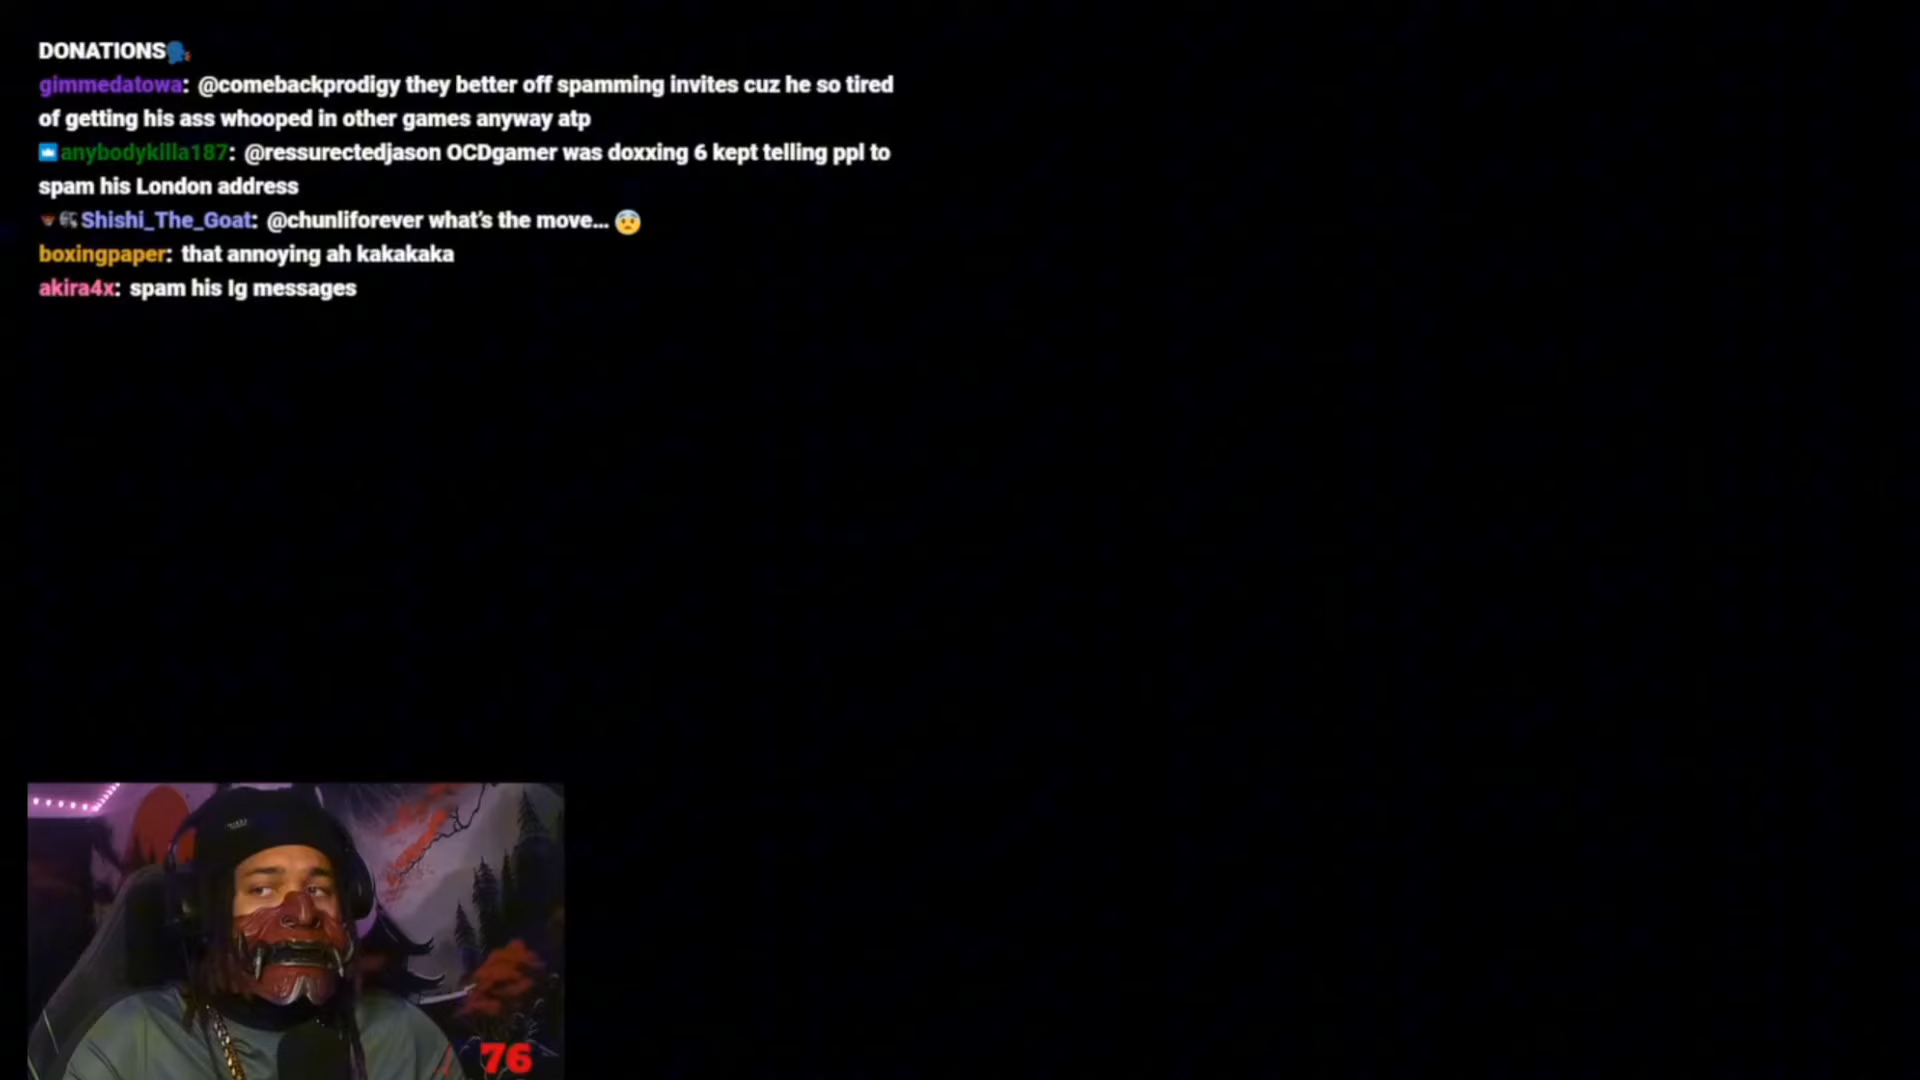 DONATIONS🗣️
gimmedatowa: @comebackprodigy they better off spamming invites cuz he so tired
of getting his ass whooped in other games anyway atp
anybodykilla187: @ressurectedjason OCDgamer was doxxing 6 kept telling ppl to
spam his London address
Shishi_The_Goat: @chunliforever what's the move... 😨
boxingpaper: that annoying ah kakakaka
akira4x: spam his Ig messages
76